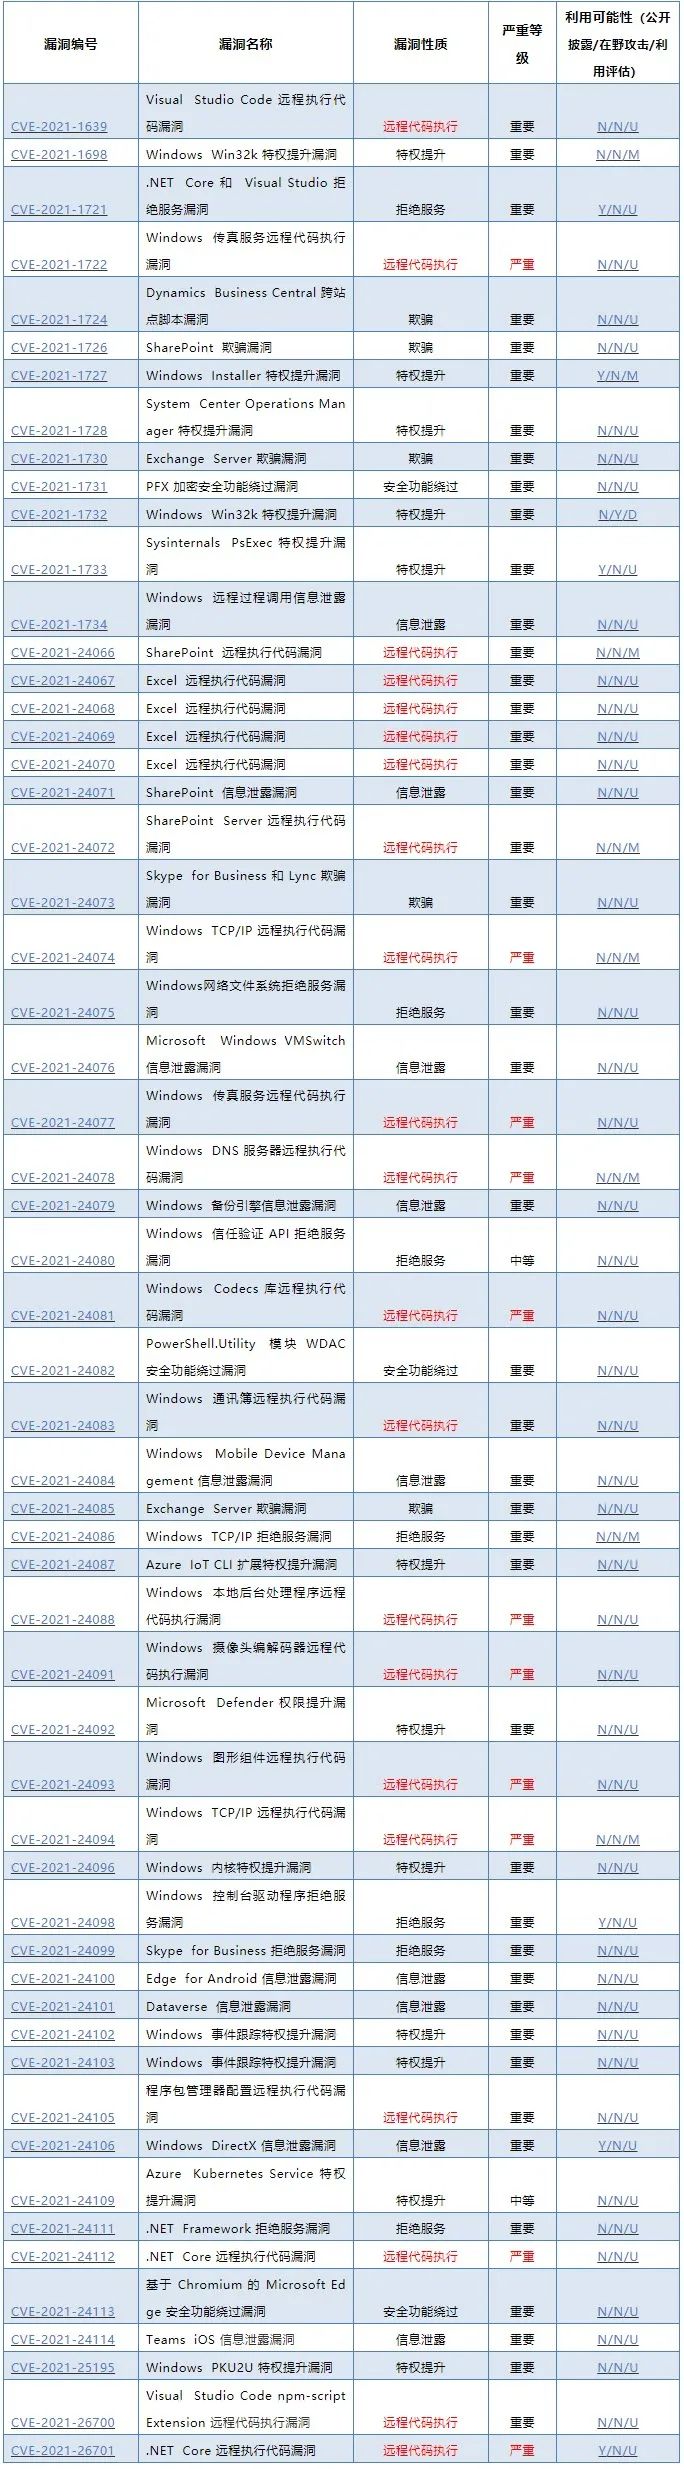 漏洞编号 漏洞名称 漏洞性质 严重等级 利用可能性（公开披露/在野攻击/利用评估）
CVE-2021-1639 Visual Studio Code 远程执行代码漏洞 远程代码执行 重要 N/N/U
CVE-2021-1698 Windows Win32k 特权提升漏洞 特权提升 重要 N/N/M
CVE-2021-1721 .NET Core 和 Visual Studio 拒绝服务漏洞 拒绝服务 重要 Y/N/U
CVE-2021-1722 Windows 传真服务远程代码执行漏洞 远程代码执行 严重 N/N/U
CVE-2021-1724 Dynamics Business Central 跨站点脚本漏洞 欺骗 重要 N/N/U
CVE-2021-1726 SharePoint 欺骗漏洞 欺骗 重要 N/N/U
CVE-2021-1727 Windows Installer 特权提升漏洞 特权提升 重要 Y/N/M
CVE-2021-1728 System Center Operations Manager 特权提升漏洞 特权提升 重要 N/N/U
CVE-2021-1730 Exchange Server 欺骗漏洞 欺骗 重要 N/N/U
CVE-2021-1731 PFX 加密安全功能绕过漏洞 安全功能绕过 重要 N/N/U
CVE-2021-1732 Windows Win32k 特权提升漏洞 特权提升 重要 N/Y/D
CVE-2021-1733 Sysinternals PsExec 特权提升漏洞 特权提升 重要 Y/N/U
CVE-2021-1734 Windows 远程过程调用信息泄露漏洞 信息泄露 重要 N/N/U
CVE-2021-24066 SharePoint 远程执行代码漏洞 远程代码执行 重要 N/N/M
CVE-2021-24067 Excel 远程执行代码漏洞 远程代码执行 重要 N/N/U
CVE-2021-24068 Excel 远程执行代码漏洞 远程代码执行 重要 N/N/U
CVE-2021-24069 Excel 远程执行代码漏洞 远程代码执行 重要 N/N/U
CVE-2021-24070 Excel 远程执行代码漏洞 远程代码执行 重要 N/N/U
CVE-2021-24071 SharePoint 信息泄露漏洞 信息泄露 重要 N/N/U
CVE-2021-24072 SharePoint Server 远程执行代码漏洞 远程代码执行 重要 N/N/M
CVE-2021-24073 Skype for Business 和 Lync 欺骗漏洞 欺骗 重要 N/N/U
CVE-2021-24074 Windows TCP/IP 远程执行代码漏洞 远程代码执行 严重 N/N/M
CVE-2021-24075 Windows网络文件系统拒绝服务漏洞 拒绝服务 重要 N/N/U
CVE-2021-24076 Microsoft Windows VMSwitch 信息泄露漏洞 信息泄露 重要 N/N/U
CVE-2021-24077 Windows 传真服务远程代码执行漏洞 远程代码执行 严重 N/N/U
CVE-2021-24078 Windows DNS 服务器远程执行代码漏洞 远程代码执行 严重 N/N/M
CVE-2021-24079 Windows 备份引擎信息泄露漏洞 信息泄露 重要 N/N/U
CVE-2021-24080 Windows 信任验证 API 拒绝服务漏洞 拒绝服务 中等 N/N/U
CVE-2021-24081 Windows Codecs 库远程执行代码漏洞 远程代码执行 严重 N/N/U
CVE-2021-24082 PowerShell.Utility 模块 WDAC 安全功能绕过漏洞 安全功能绕过 重要 N/N/U
CVE-2021-24083 Windows 通讯簿远程执行代码漏洞 远程代码执行 重要 N/N/U
CVE-2021-24084 Windows Mobile Device Management 信息泄露漏洞 信息泄露 重要 N/N/U
CVE-2021-24085 Exchange Server 欺骗漏洞 欺骗 重要 N/N/U
CVE-2021-24086 Windows TCP/IP 拒绝服务漏洞 拒绝服务 重要 N/N/M
CVE-2021-24087 Azure IoT CLI 扩展特权提升漏洞 特权提升 重要 N/N/U
CVE-2021-24088 Windows 本地后台处理程序远程代码执行漏洞 远程代码执行 严重 N/N/U
CVE-2021-24091 Windows 摄像头编解码器远程代码执行漏洞 远程代码执行 严重 N/N/U
CVE-2021-24092 Microsoft Defender 权限提升漏洞 特权提升 重要 N/N/U
CVE-2021-24093 Windows 图形组件远程执行代码漏洞 远程代码执行 严重 N/N/U
CVE-2021-24094 Windows TCP/IP 远程执行代码漏洞 远程代码执行 严重 N/N/M
CVE-2021-24096 Windows 内核特权提升漏洞 特权提升 重要 N/N/U
CVE-2021-24098 Windows 控制台驱动程序拒绝服务漏洞 拒绝服务 重要 Y/N/U
CVE-2021-24099 Skype for Business 拒绝服务漏洞 拒绝服务 重要 N/N/U
CVE-2021-24100 Edge for Android 信息泄露漏洞 信息泄露 重要 N/N/U
CVE-2021-24101 Dataverse 信息泄露漏洞 信息泄露 重要 N/N/U
CVE-2021-24102 Windows 事件跟踪特权提升漏洞 特权提升 重要 N/N/U
CVE-2021-24103 Windows 事件跟踪特权提升漏洞 特权提升 重要 N/N/U
CVE-2021-24105 程序包管理器配置远程执行代码漏洞 远程代码执行 重要 N/N/U
CVE-2021-24106 Windows DirectX 信息泄露漏洞 信息泄露 重要 Y/N/U
CVE-2021-24109 Azure Kubernetes Service 特权提升漏洞 特权提升 中等 N/N/U
CVE-2021-24111 .NET Framework 拒绝服务漏洞 拒绝服务 重要 N/N/U
CVE-2021-24112 .NET Core 远程执行代码漏洞 远程代码执行 严重 N/N/U
CVE-2021-24113 基于 Chromium 的 Microsoft Edge 安全功能绕过漏洞 安全功能绕过 重要 N/N/U
CVE-2021-24114 Teams iOS 信息泄露漏洞 信息泄露 重要 N/N/U
CVE-2021-25195 Windows PKU2U 特权提升漏洞 特权提升 重要 N/N/U
CVE-2021-26700 Visual Studio Code npm-script Extension 远程代码执行漏洞 远程代码执行 重要 N/N/U
CVE-2021-26701 .NET Core 远程执行代码漏洞 远程代码执行 严重 Y/N/U